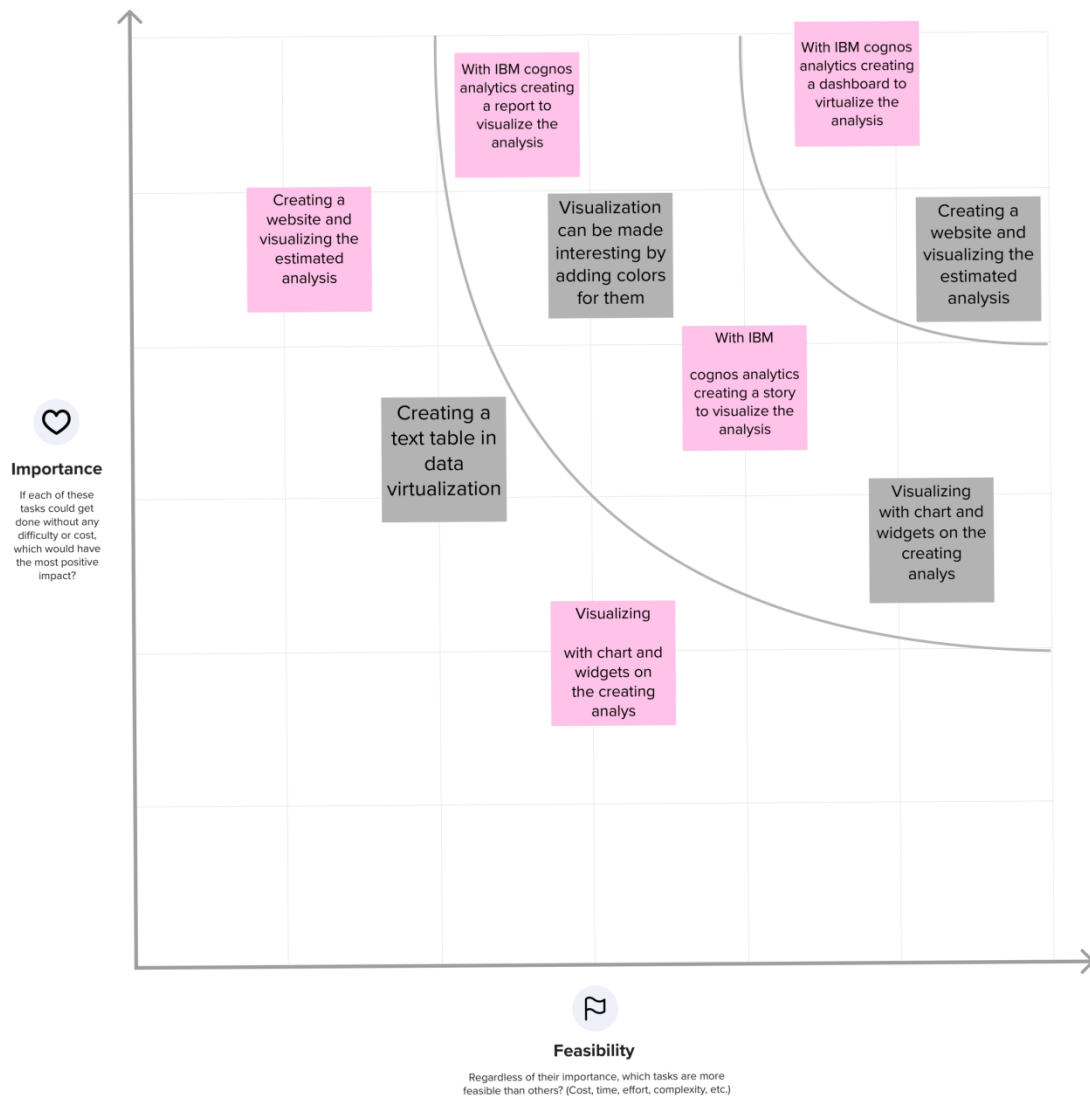 With IBM cognos
analytics creating
a report to
visualize the
analysis
With IBM cognos
analytics creating
a dashboard to
virtualize the
analysis
Creating a
website and
visualizing the
estimated
analysis
Visualization
can be made
interesting by
adding colors
for them
Creating a
website and
visualizing the
estimated
analysis
With IBM
cognos analytics
creating a story
to visualize the
analysis
Creating a
text table in
data
virtualization
Importance
If each of these
tasks could get
done without any
difficulty or cost,
which would have
the most positive
impact?
Visualizing
with chart and
widgets on the
creating
analys
Visualizing
with chart and
widgets on
the creating
analys
Feasibility
Regardless of their importance, which tasks are more
feasible than others? (Cost, time, effort, complexity, etc.)